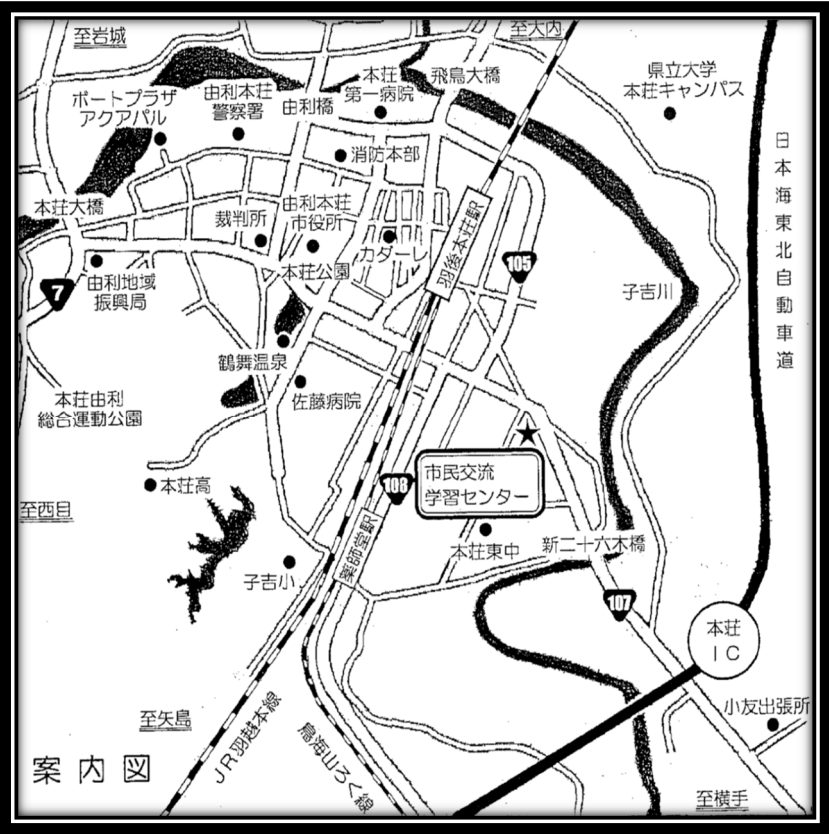 至岩城
至大内
県立大学
本荘キャンパス
飛鳥大橋
本荘
第一病院
由利橋
由利本荘
警察署
ボートプラザ
アクアパル
消防本部
日本海東北自動車道
本荘大橋
裁判所
由利本荘
市役所
カダーレ
羽後本荘駅
105
子吉川
本荘公園
由利地域
振興局
7
鶴舞温泉
佐藤病院
本荘由利
総合運動公園
市民交流
学習センター
108
本荘高
至西目
薬師堂駅
本荘東中
新二十六木橋
子吉小
107
本荘
IC
小友出張所
至矢島
JR羽越本線
鳥海山ろく線
案内図
至横手